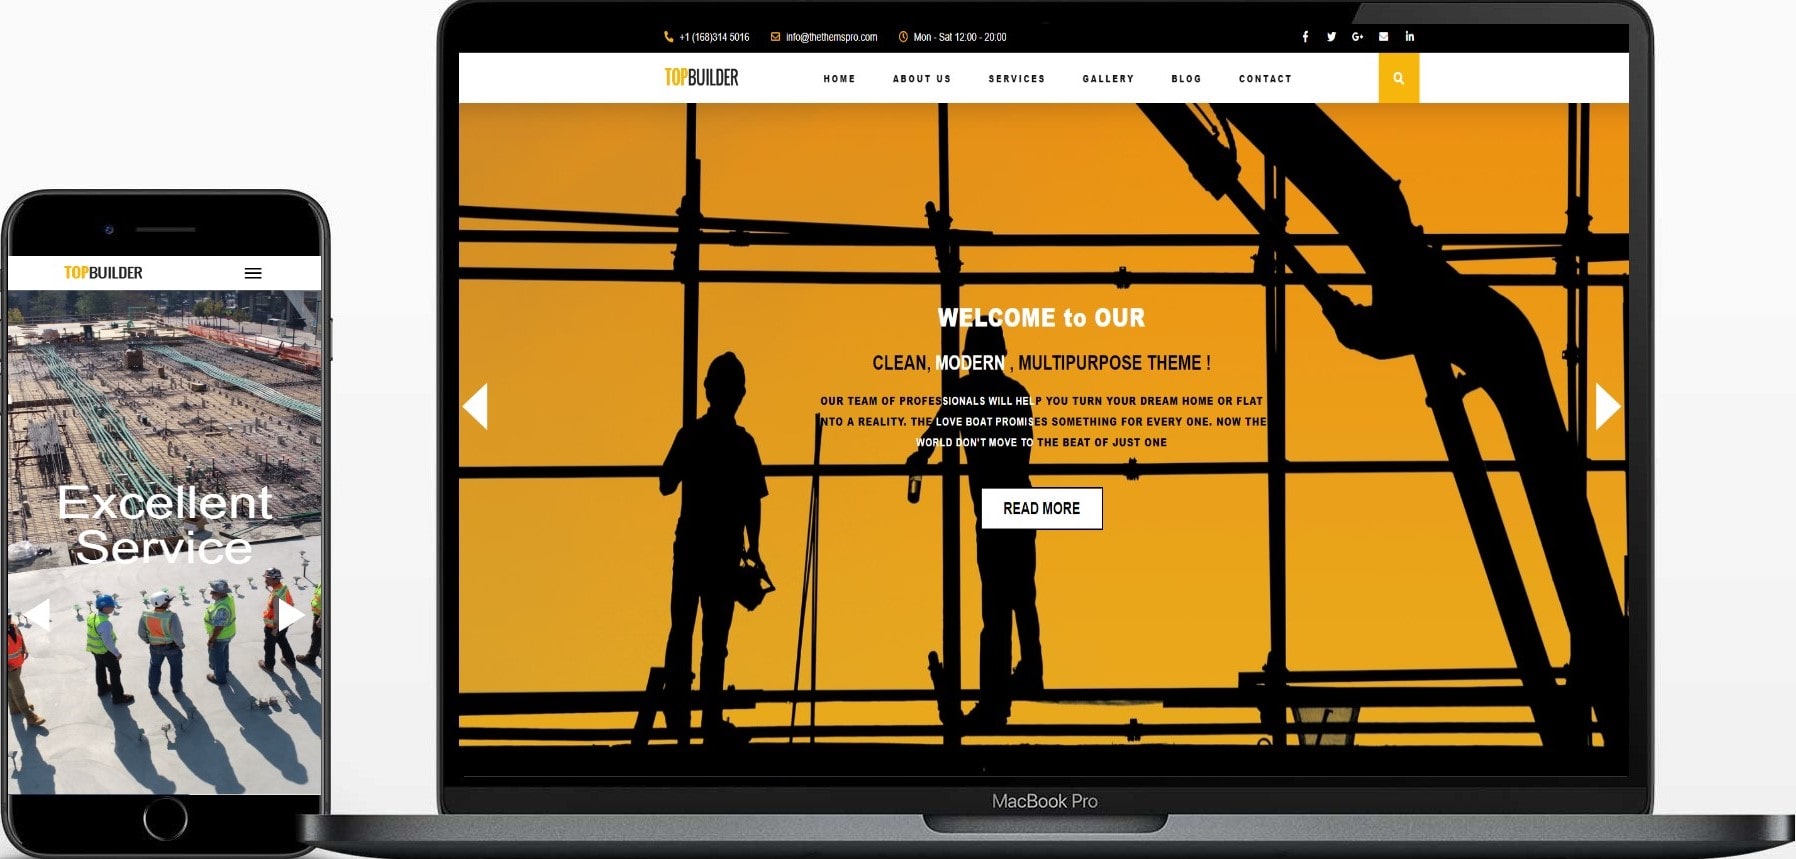 +1 (168)314 5016 info@thethemspro.com Mon - Sat 12:00 - 20:00
TOPBUILDER HOME ABOUT US SERVICES GALLERY BLOG CONTACT
WELCOME to OUR
CLEAN, MODERN , MULTIPURPOSE THEME !
OUR TEAM OF PROFESSIONALS WILL HELP YOU TURN YOUR DREAM HOME OR FLAT
NTO A REALITY. THE LOVE BOAT PROMISES SOMETHING FOR EVERY ONE. NOW THE
WORLD DON'T MOVE TO THE BEAT OF JUST ONE
READ MORE
MacBook Pro
TOPBUILDER
Excellent
Service